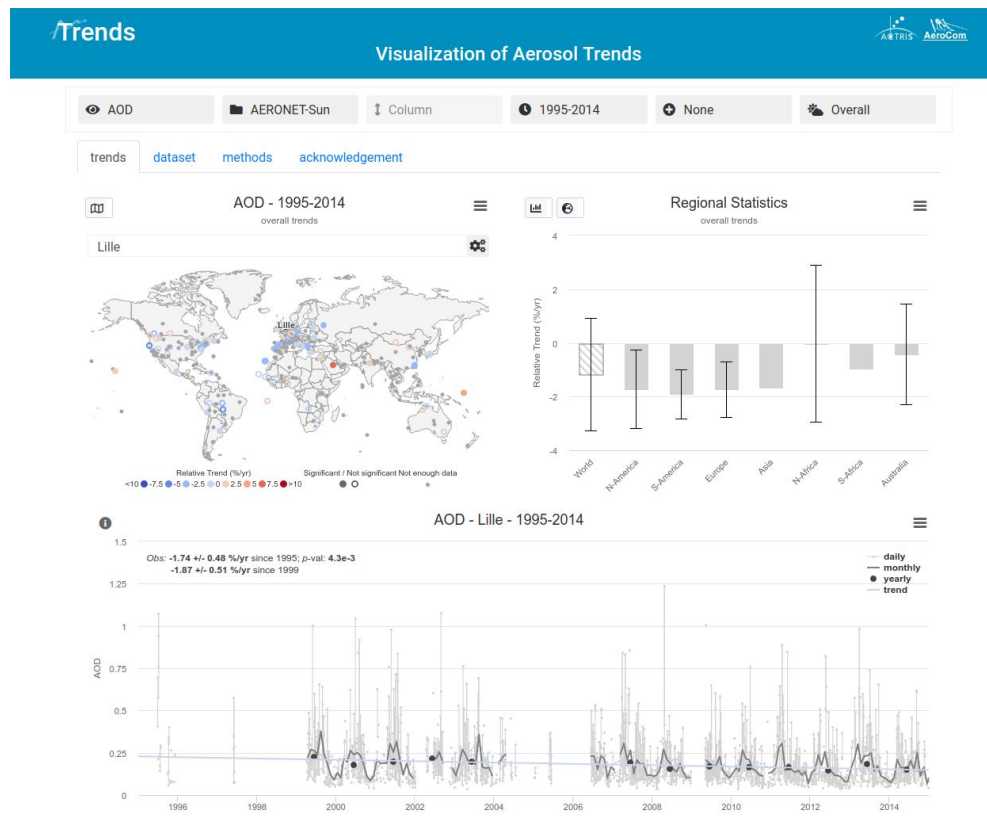 Trends
ACTRIS AeroCom
Visualization of Aerosol Trends
AOD AERONET-Sun Column 1995-2014 None Overall
trends dataset methods acknowledgement
AOD - 1995-2014
overall trends
Lille
Lille
Relative Trend (%/yr) Significant / Not significant Not enough data
<10 -7.5 -5 -2.5 0 2.5 5 7.5 >10
Regional Statistics
overall trends
4
2
0
-2
-4
Relative Trend (%/yr)
World N-America S-America Europe Asia N-Africa S-Africa Australia
AOD - Lille - 1995-2014
Obs: -1.74 +/- 0.48 %/yr since 1995; p-val: 4.3e-3
-1.87 +/- 0.51 %/yr since 1999
daily
monthly
yearly
trend
1.5
1.25
1
0.75
0.5
0.25
0
AOD
1996 1998 2000 2002 2004 2006 2008 2010 2012 2014